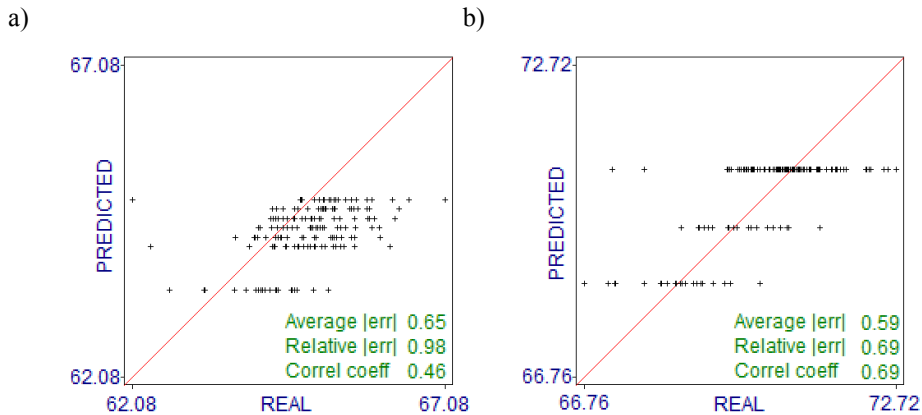 a)
67.08
PREDICTED
62.08
62.08 REAL 67.08
Average |err| 0.65
Relative |err| 0.98
Correl coeff 0.46
b)
72.72
PREDICTED
66.76
66.76 REAL 72.72
Average |err| 0.59
Relative |err| 0.69
Correl coeff 0.69